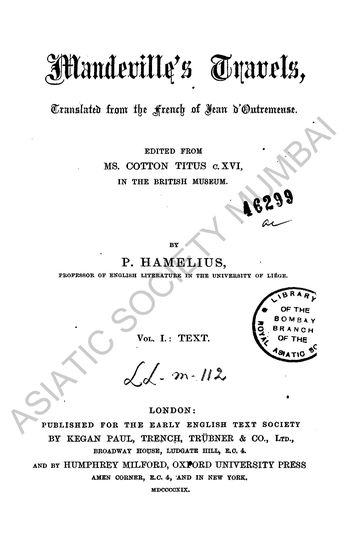 Mandeville's Travels,
Translated from the French of Jean d'Outremeuse.
EDITED FROM
MS. COTTON TITUS c.XVI,
IN THE BRITISH MUSEUM.
46299
BY
P. HAMELIUS,
PROFESSOR OF ENGLISH LITERATURE IN THE UNIVERSITY OF LIÉGE.
LIBRARY
OF THE
BOMBAY
BRANCH
OF THE
ROYAL ASIATIC SO
VOL. I.: TEXT.
LL-m-112
LONDON:
PUBLISHED FOR THE EARLY ENGLISH TEXT SOCIETY
BY KEGAN PAUL, TRENCH, TRÜBNER & CO., LTD.,
BROADWAY HOUSE, LUDGATE HILL, E.C. 4.
AND BY HUMPHREY MILFORD, OXFORD UNIVERSITY PRESS
AMEN CORNER, E.C. 4, AND IN NEW YORK.
MDCCCCXIX.
ASIATIC SOCIETY MUMBAI